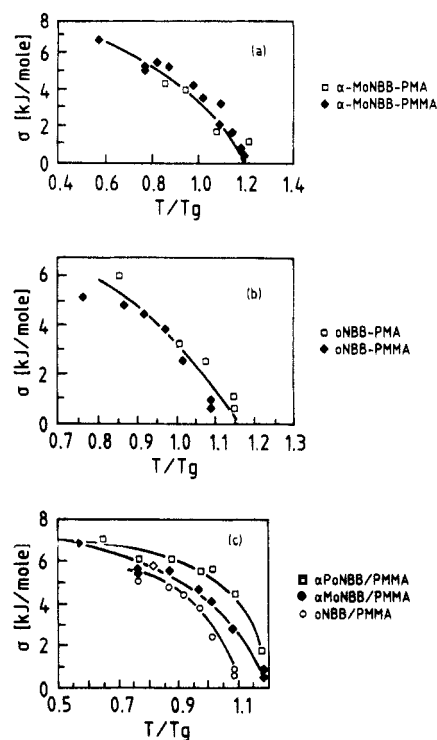 8
6
4
2
0
σ [kJ/mole]
(a)
0.4 0.6 0.8 1.0 1.2 1.4
T/Tg
□ α-MoNBB-PMA
◆ α-MoNBB-PMMA
6
4
2
0
σ [kJ/mole]
(b)
0.7 0.8 0.9 1.0 1.1 1.2 1.3
T/Tg
□ oNBB-PMA
◆ oNBB-PMMA
8
6
4
2
0
σ [kJ/mole]
(c)
0.5 0.7 0.9 1.1
T/Tg
αPoNBB/PMMA
αMoNBB/PMMA
○ oNBB/PMMA